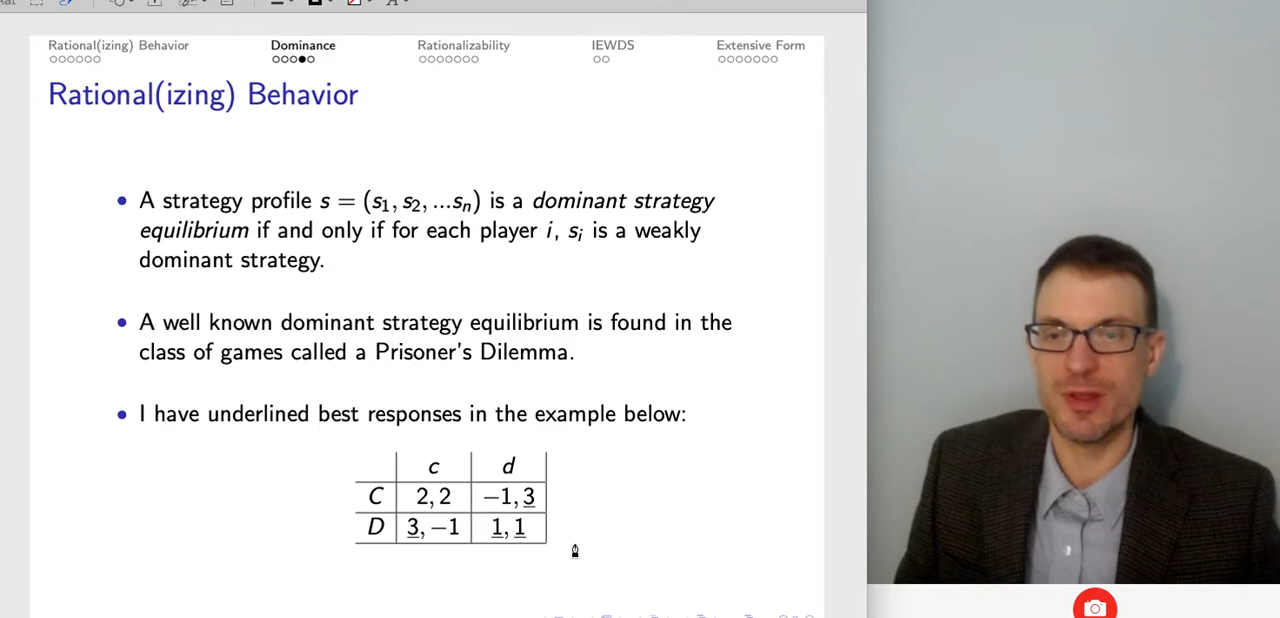 Rational(izing) Behavior Dominance Rationalizability IEWDS Extensive Form
Rational(izing) Behavior
• A strategy profile s = (s₁, s₂, ...sₙ) is a dominant strategy
equilibrium if and only if for each player i, sᵢ is a weakly
dominant strategy.
• A well known dominant strategy equilibrium is found in the
class of games called a Prisoner's Dilemma.
• I have underlined best responses in the example below:
c d
C 2, 2 −1, 3
D 3, −1 1, 1